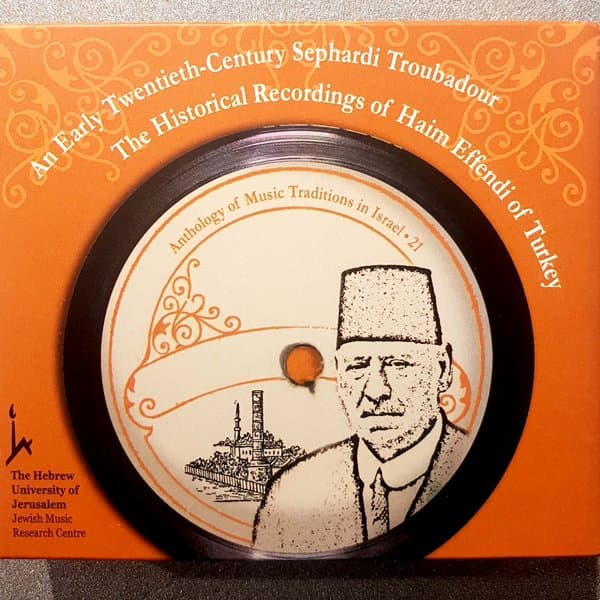 An Early Twentieth-Century Sephardi Troubadour
The Historical Recordings of Haim Effendi of Turkey
Anthology of Music Traditions in Israel • 21
The Hebrew
University of
Jerusalem
Jewish Music
Research Centre